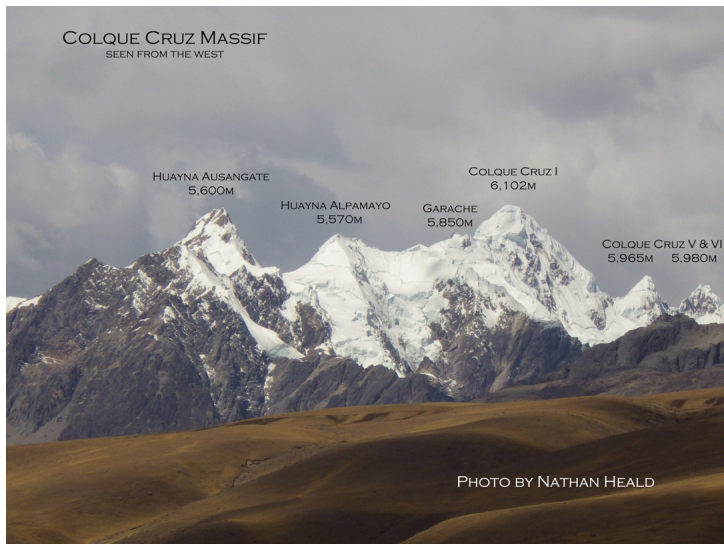 Colque Cruz Massif
seen from the west
Huayna Ausangate
5,600m
Huayna Alpamayo
5,570m
Garache
5,850m
Colque Cruz I
6,102m
Colque Cruz V & VI
5,965m 5,980m
Photo by Nathan Heald